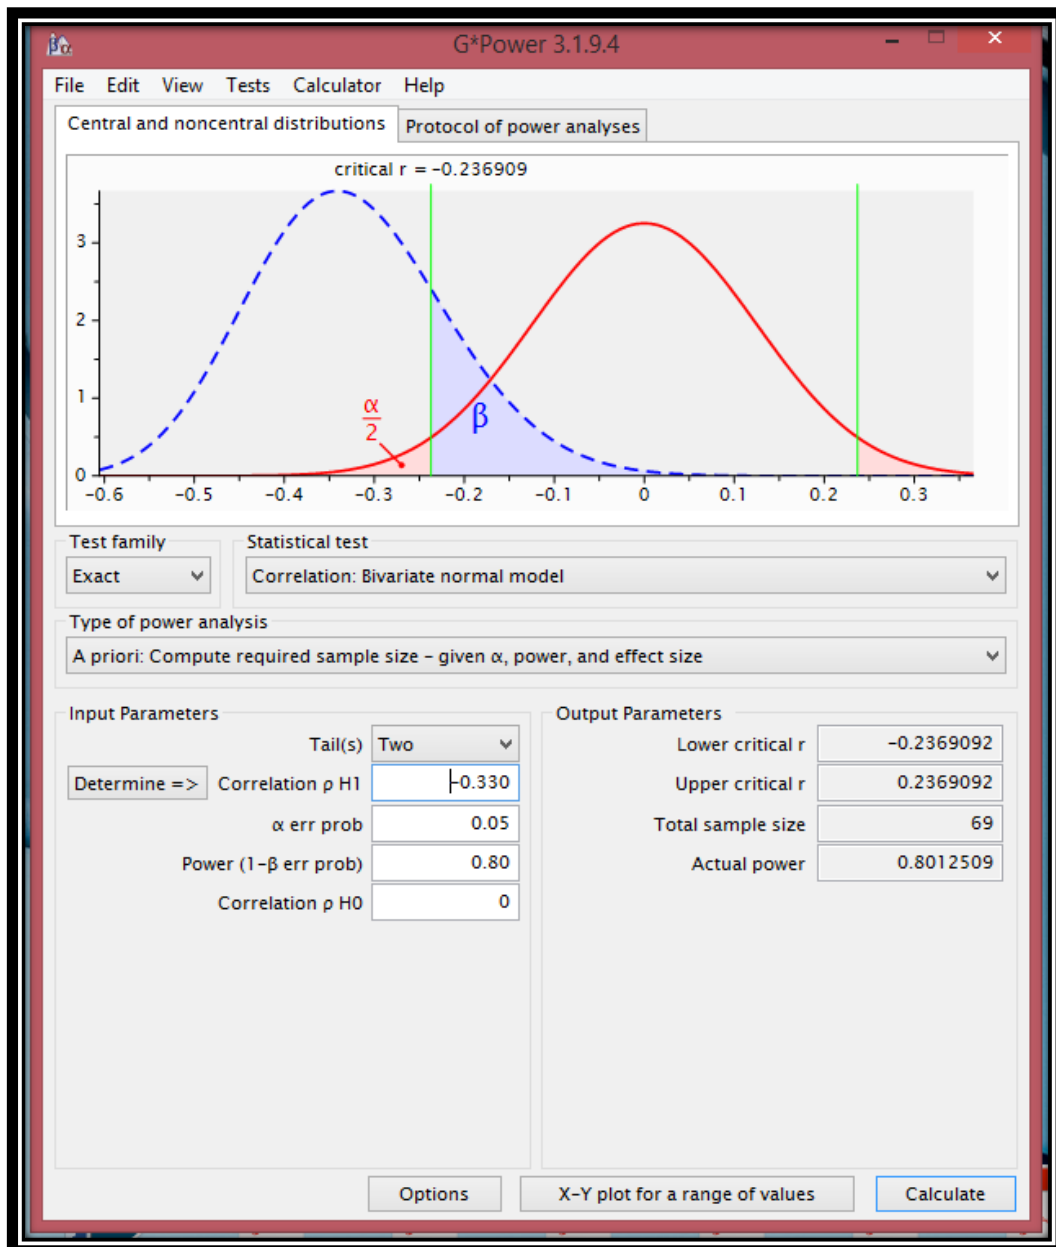 βα
G*Power 3.1.9.4
File Edit View Tests Calculator Help
Central and noncentral distributions Protocol of power analyses
critical r = -0.236909
3
2
1
0
α
2
β
-0.6 -0.5 -0.4 -0.3 -0.2 -0.1 0 0.1 0.2 0.3
Test family Statistical test
Exact Correlation: Bivariate normal model
Type of power analysis
A priori: Compute required sample size - given α, power, and effect size
Input Parameters Output Parameters
Tail(s) Two Lower critical r -0.2369092
Determine => Correlation ρ H1 -0.330 Upper critical r 0.2369092
α err prob 0.05 Total sample size 69
Power (1-β err prob) 0.80 Actual power 0.8012509
Correlation ρ H0 0
Options X-Y plot for a range of values Calculate